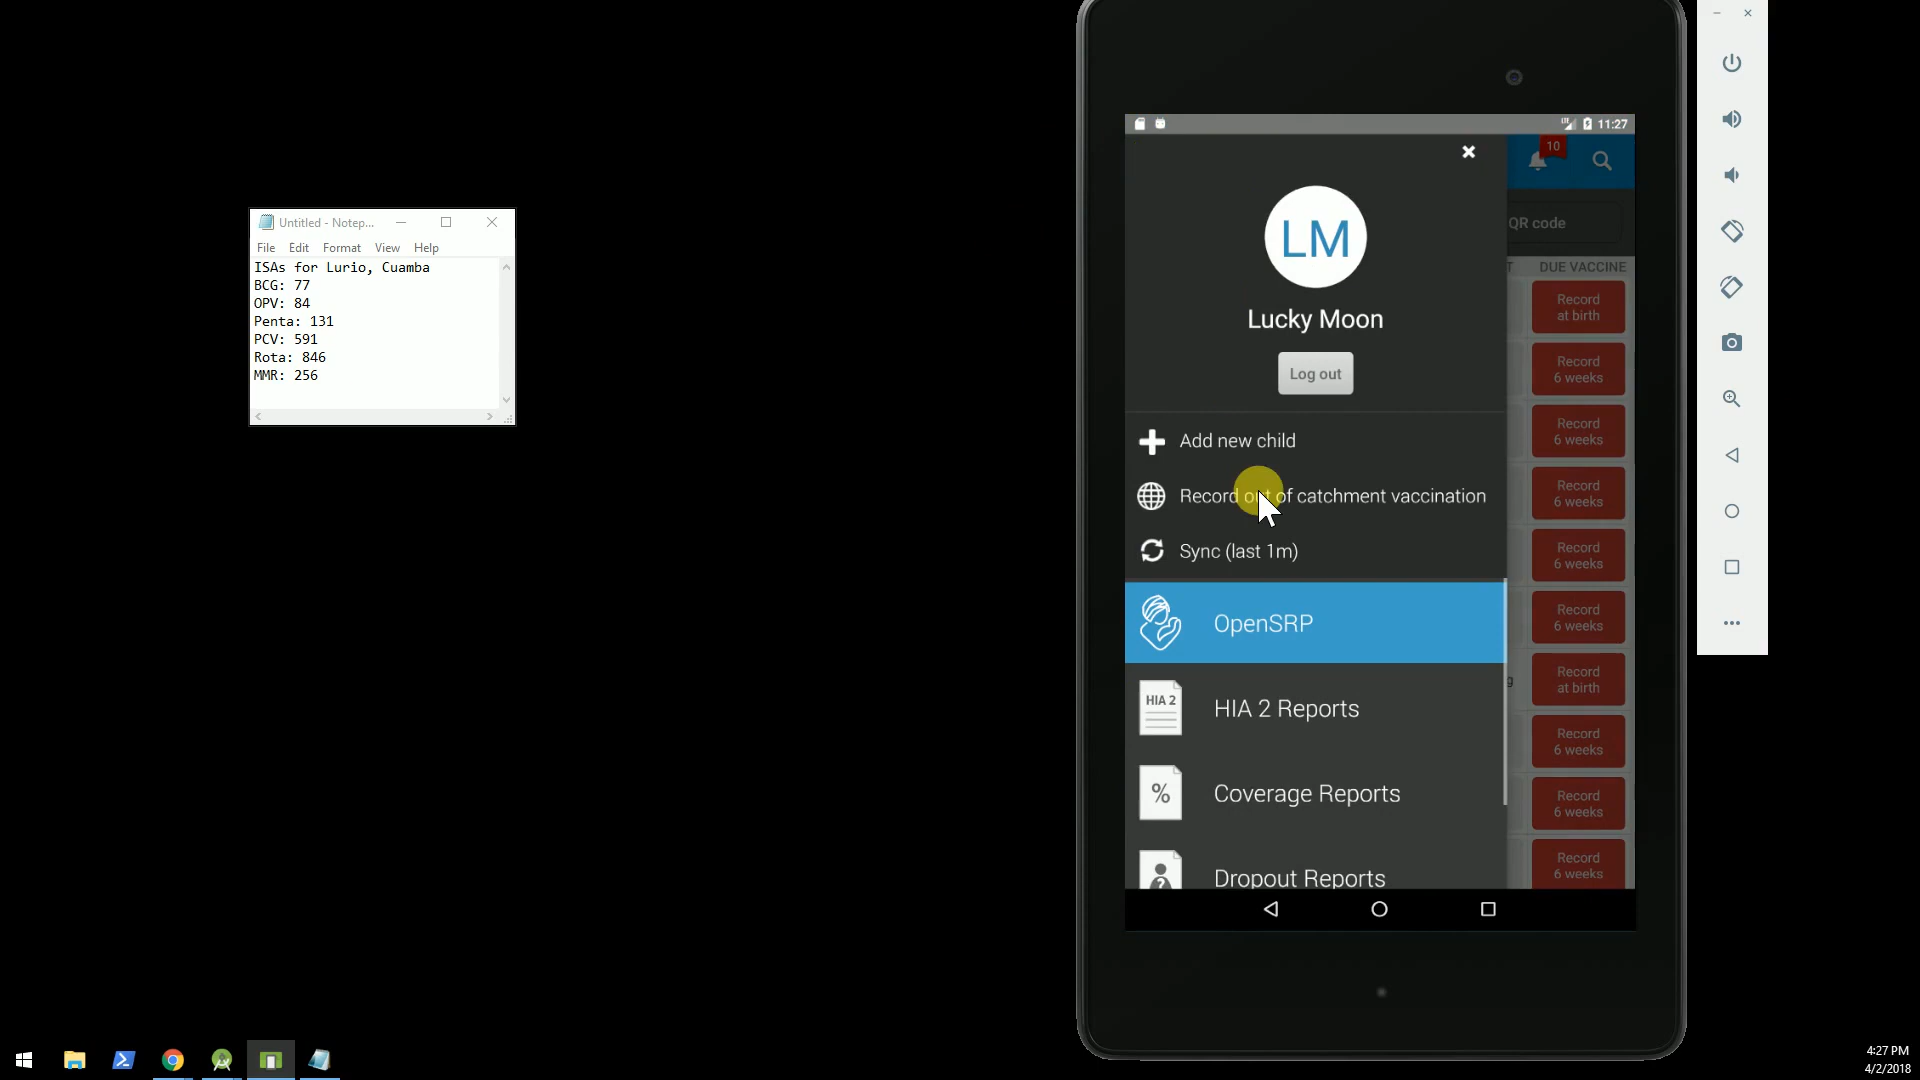 Untitled - Notep...
File Edit Format View Help
ISAs for Lurio, Cuamba
BCG: 77
OPV: 84
Penta: 131
PCV: 591
Rota: 846
MMR: 256
11:27
10
LM
QR code
Lucky Moon
T DUE VACCINE
Log out
Record
at birth
Record
6 weeks
Add new child
Record
6 weeks
Record out of catchment vaccination
Record
6 weeks
Sync (last 1m)
Record
6 weeks
OpenSRP
Record
6 weeks
HIA 2
HIA 2 Reports
g
Record
at birth
Record
6 weeks
%
Coverage Reports
Record
6 weeks
?
Dropout Reports
Record
6 weeks
4:27 PM
4/2/2018